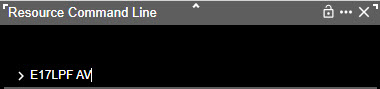 Resource Command Line
> E17LPF AV